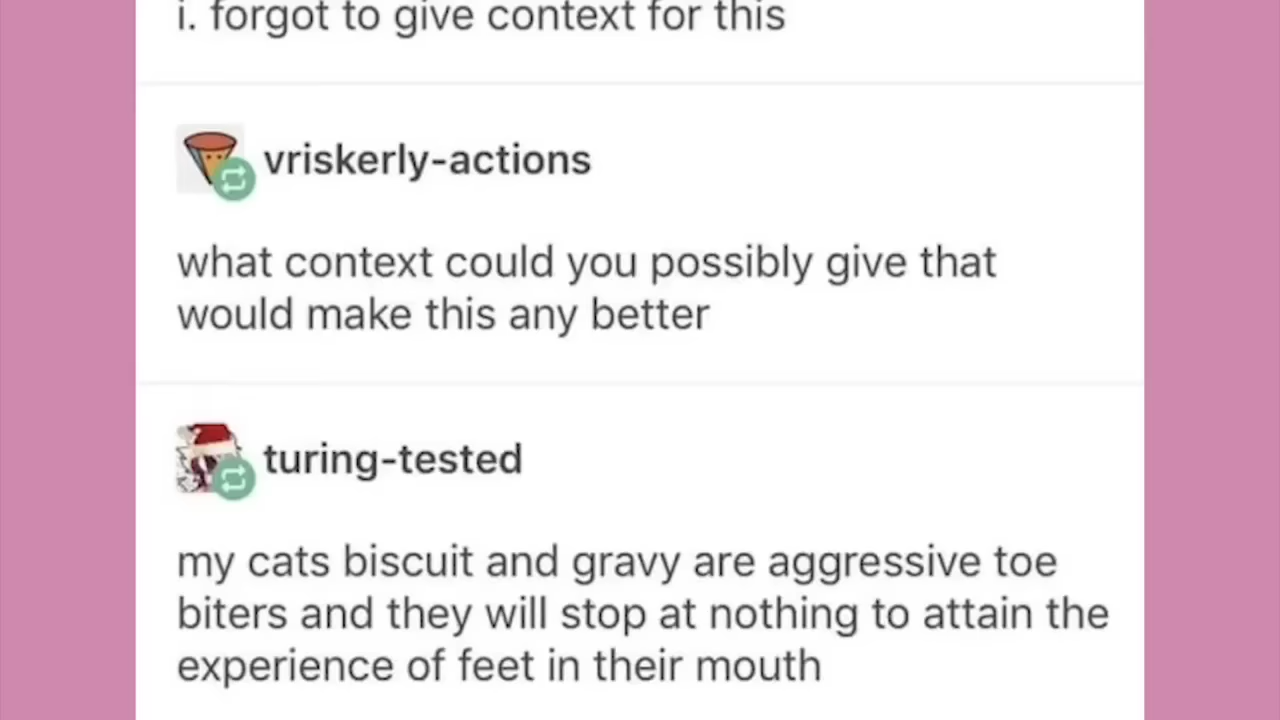 i. forgot to give context for this
vriskerly-actions
what context could you possibly give that
would make this any better
turing-tested
my cats biscuit and gravy are aggressive toe
biters and they will stop at nothing to attain the
experience of feet in their mouth